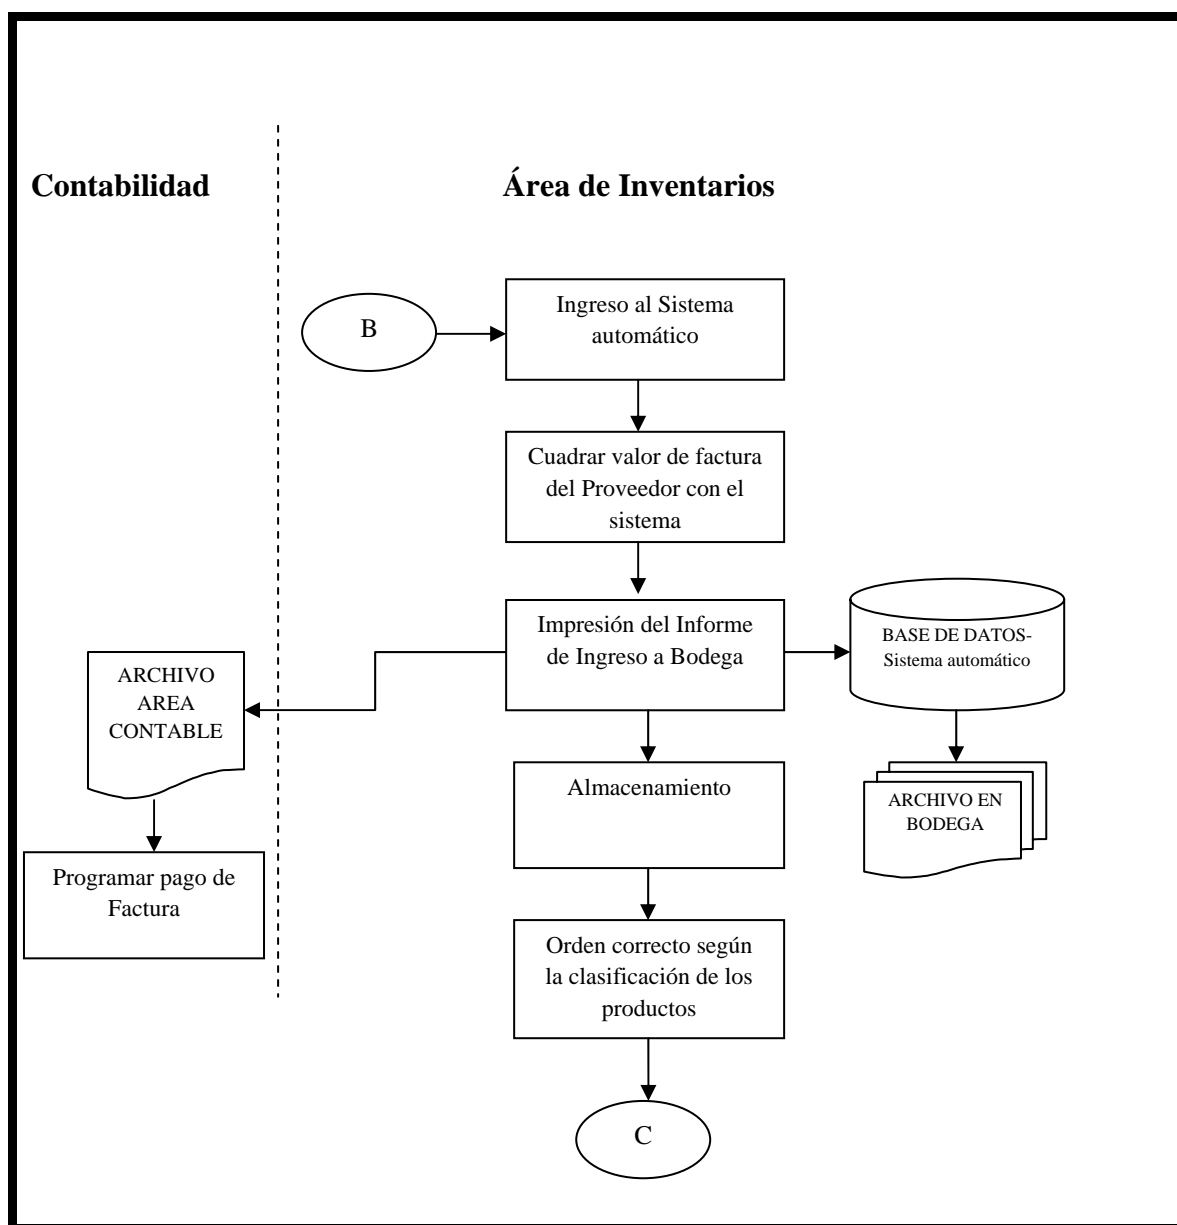 Contabilidad
Área de Inventarios
B
Ingreso al Sistema
automático
Cuadrar valor de factura
del Proveedor con el
sistema
Impresión del Informe
de Ingreso a Bodega
BASE DE DATOS-
Sistema automático
ARCHIVO
AREA
CONTABLE
Almacenamiento
ARCHIVO EN
BODEGA
Programar pago de
Factura
Orden correcto según
la clasificación de los
productos
C